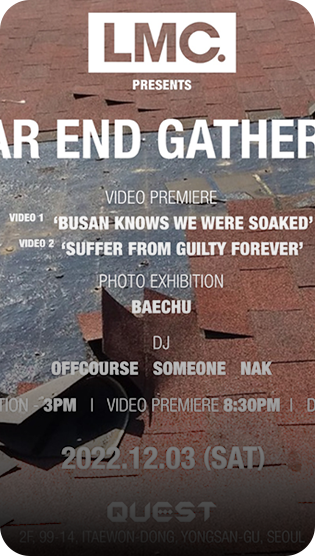 LMC.
PRESENTS
AR END GATHER
VIDEO PREMIERE
VIDEO 1 'BUSAN KNOWS WE WERE SOAKED'
VIDEO 2 'SUFFER FROM GUILTY FOREVER'
PHOTO EXHIBITION
BAECHU
DJ
OFFCOURSE SOMEONE NAK
TION - 3PM | VIDEO PREMIERE 8:30PM | D
2022.12.03 (SAT)
QUEST
2F, 99-14, ITAEWON-DONG, YONGSAN-GU, SEOUL